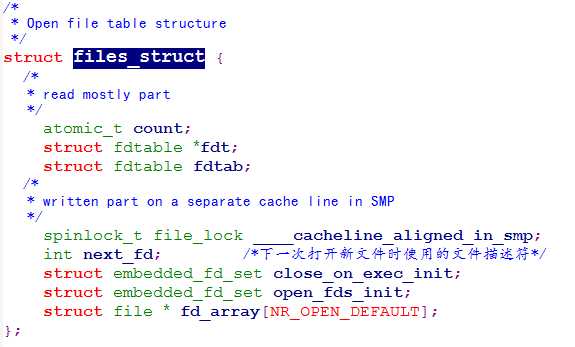 /*
 * Open file table structure
 */
struct files_struct {
  /*
   * read mostly part
   */
    atomic_t count;
    struct fdtable *fdt;
    struct fdtable fdtab;
  /*
   * written part on a separate cache line in SMP
   */
    spinlock_t file_lock ____cacheline_aligned_in_smp;
    int next_fd;        /*下一次打开新文件时使用的文件描述符*/
    struct embedded_fd_set close_on_exec_init;
    struct embedded_fd_set open_fds_init;
    struct file * fd_array[NR_OPEN_DEFAULT];
};